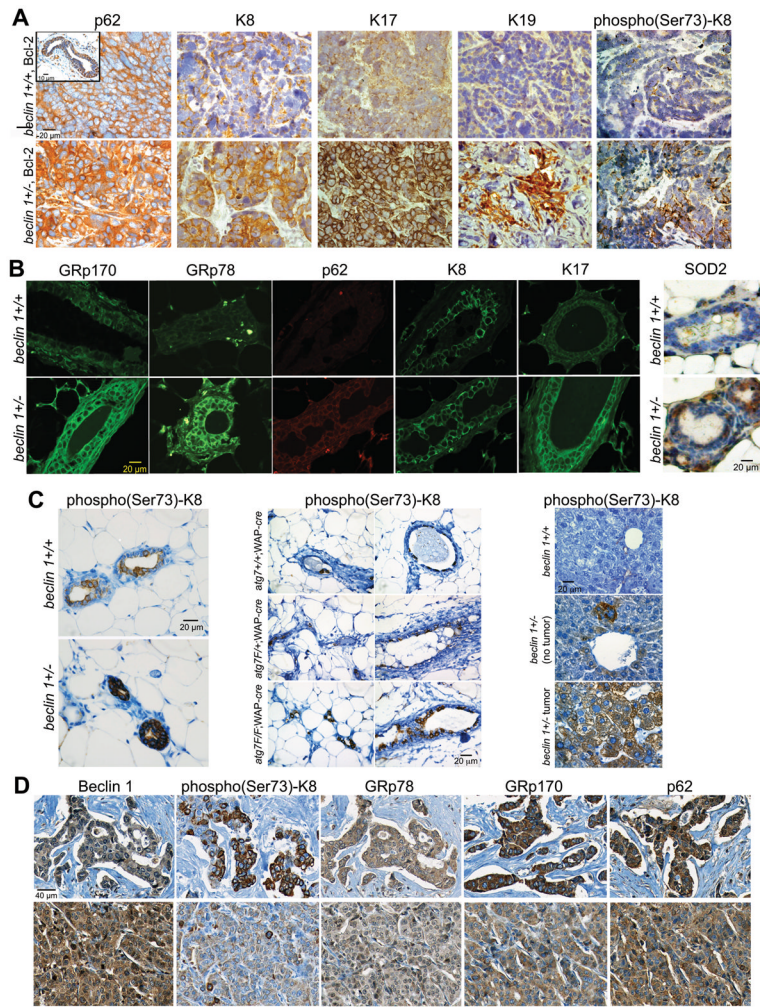 A
p62 K8 K17 K19 phospho(Ser73)-K8
beclin 1+/+, Bcl-2
10 µm
20 µm
beclin 1+/-, Bcl-2
B
GRp170 GRp78 p62 K8 K17 SOD2
beclin 1+/+
beclin 1+/-
20 µm
20 µm
C
phospho(Ser73)-K8 phospho(Ser73)-K8 phospho(Ser73)-K8
beclin 1+/+
20 µm
beclin 1+/-
atg7+/+;WAP-cre
atg7F/+;WAP-cre
atg7F/F;WAP-cre
20 µm
beclin 1+/+
20 µm
beclin 1+/-
(no tumor)
beclin 1+/- tumor
D
Beclin 1 phospho(Ser73)-K8 GRp78 GRp170 p62
40 µm